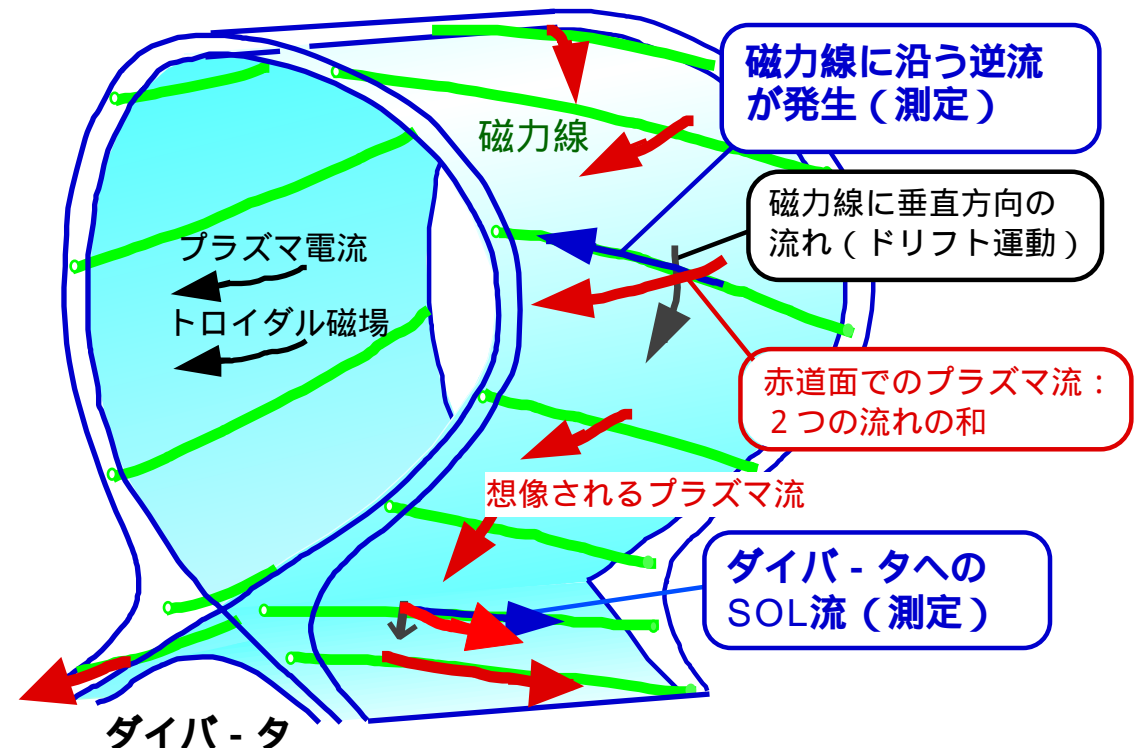 磁力線に沿う逆流
が発生（測定）
磁力線
磁力線に垂直方向の
流れ（ドリフト運動）
プラズマ電流
トロイダル磁場
赤道面でのプラズマ流：
２つの流れの和
想像されるプラズマ流
ダイバ - タへの
SOL流（測定）
ダイバ - タ